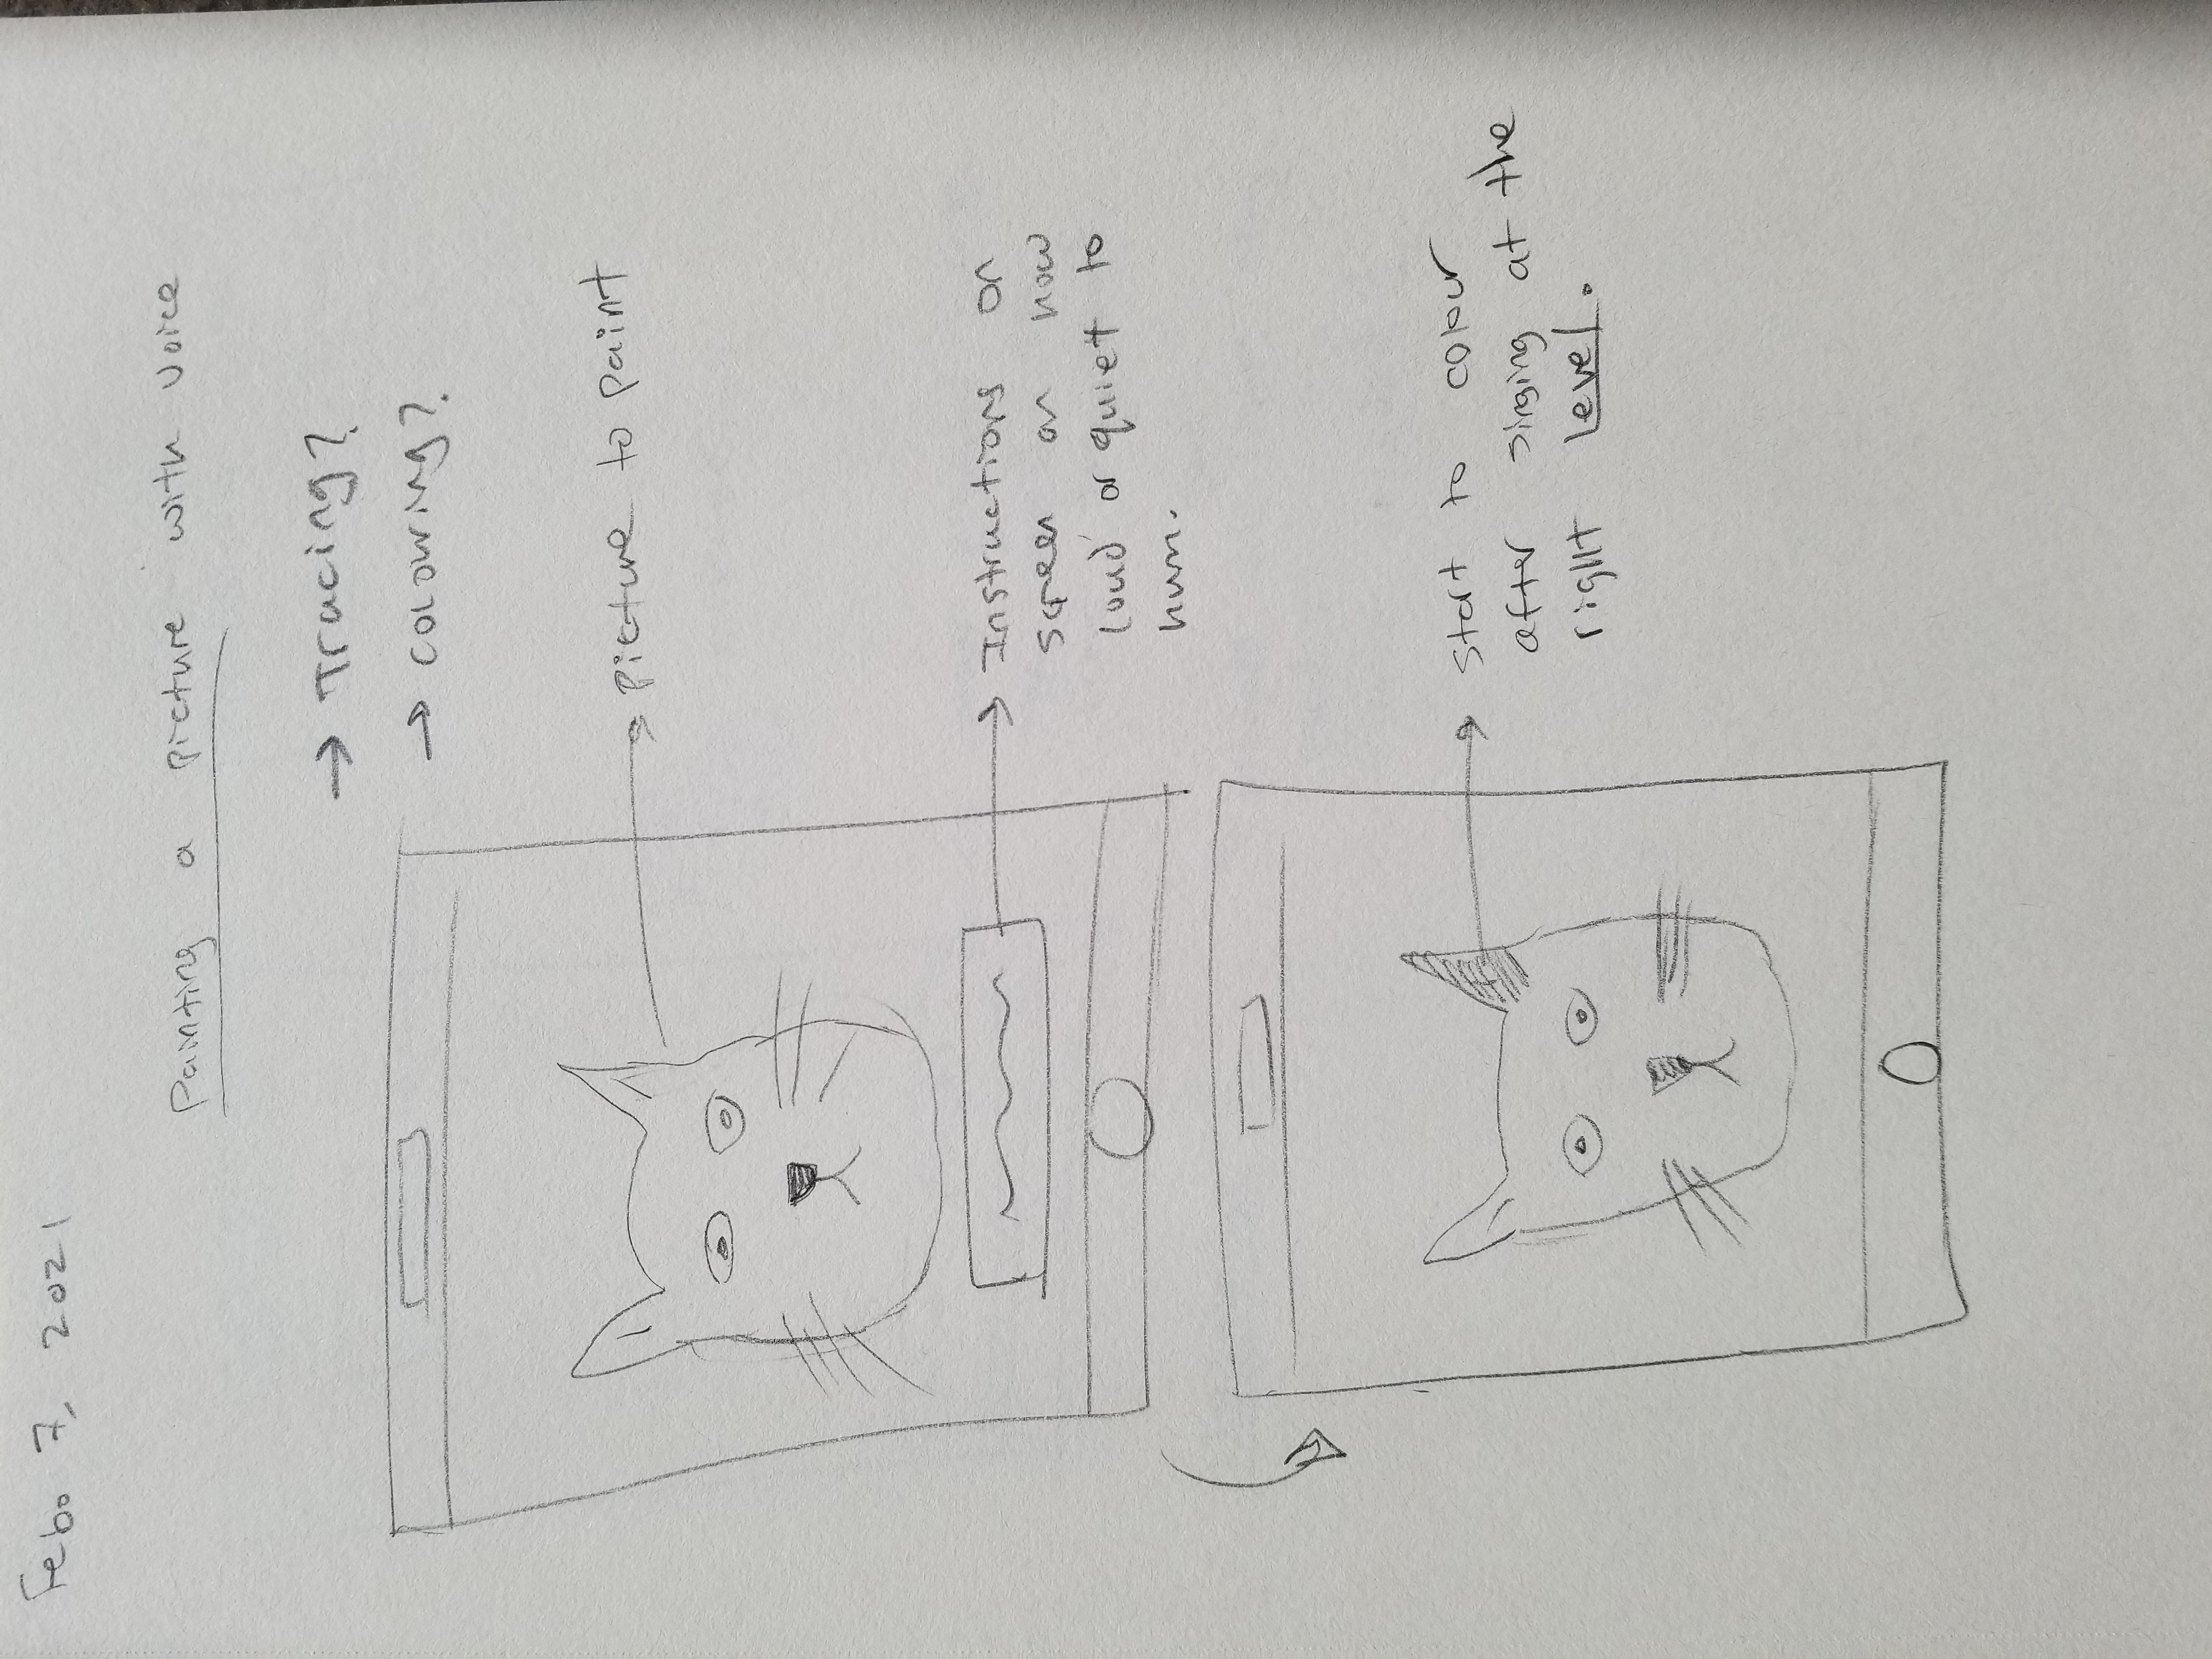 Feb. 7, 2021
Painting a picture with voice
→ Tracing?
→ colouring?
picture to paint
Instructions on
screen on how
loud or quiet to
hum.
start to colour
after singing at the
right level.